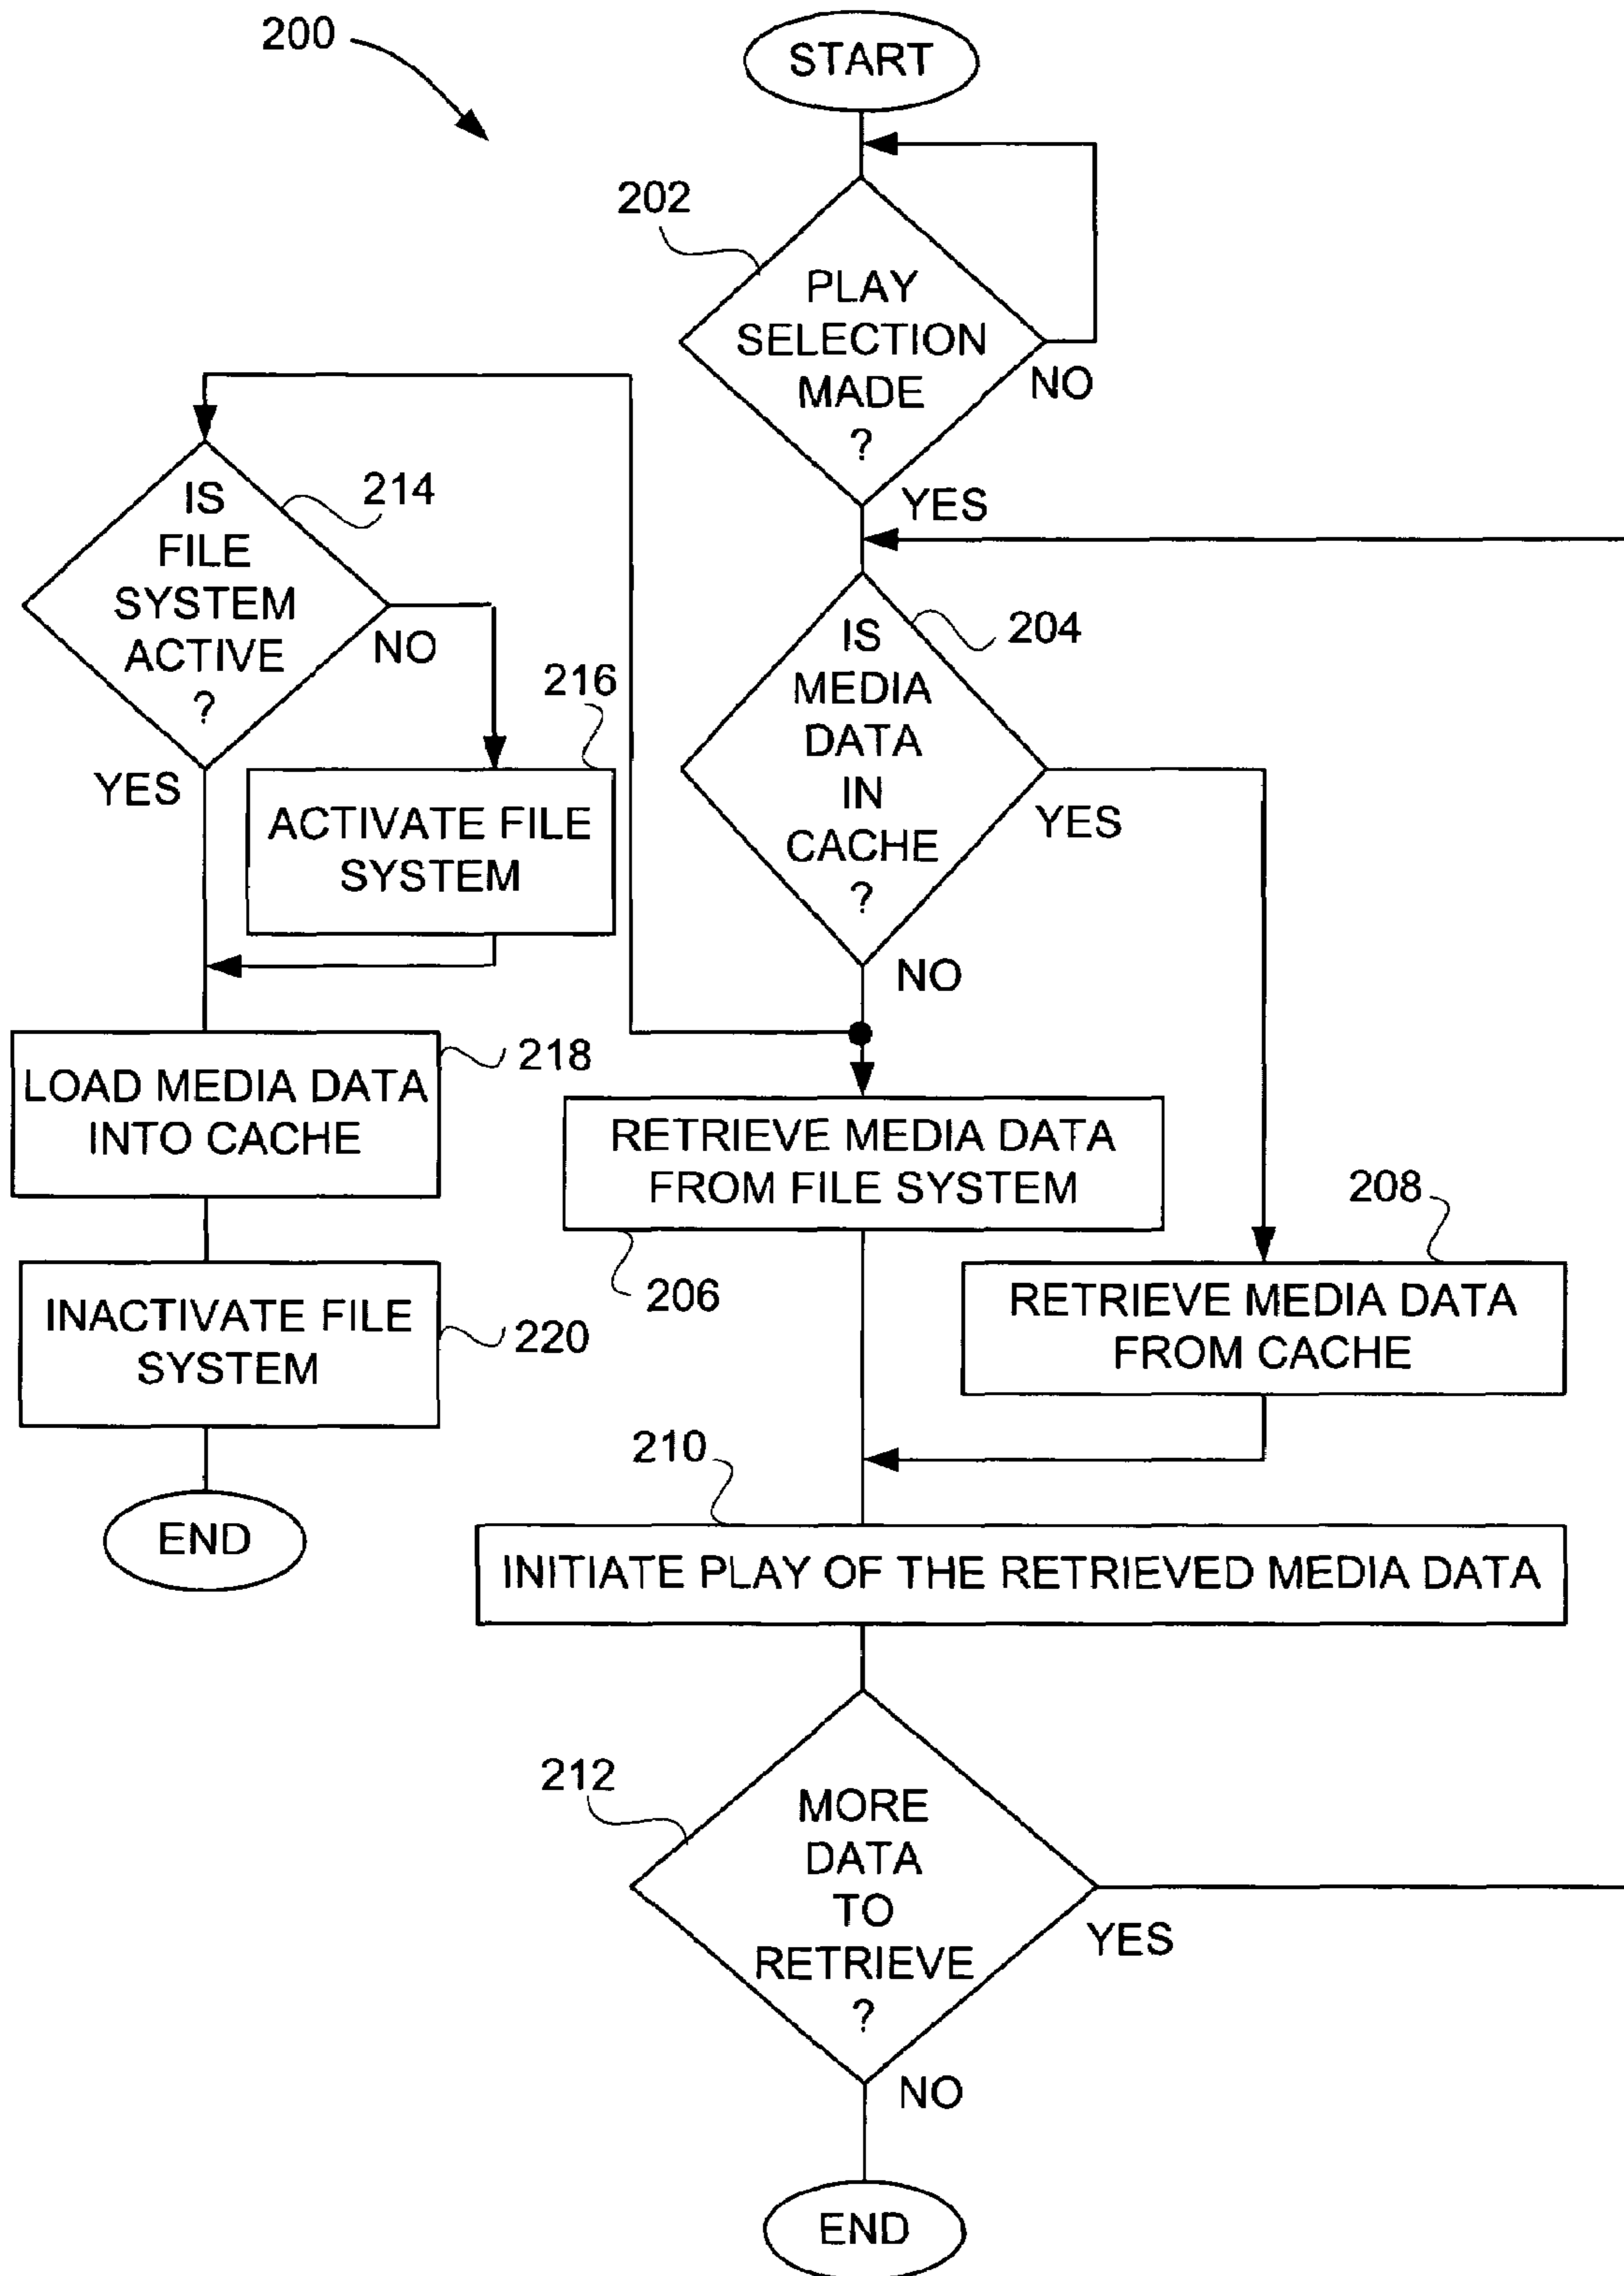 200
START
202
PLAY
SELECTION
MADE
?
NO
YES
IS
FILE
SYSTEM
ACTIVE
?
214
NO
YES
216
ACTIVATE FILE
SYSTEM
IS
MEDIA
DATA
IN
CACHE
?
204
YES
NO
LOAD MEDIA DATA
INTO CACHE
218
RETRIEVE MEDIA DATA
FROM FILE SYSTEM
206
208
RETRIEVE MEDIA DATA
FROM CACHE
INACTIVATE FILE
SYSTEM
220
END
210
INITIATE PLAY OF THE RETRIEVED MEDIA DATA
212
MORE
DATA
TO
RETRIEVE
?
YES
NO
END